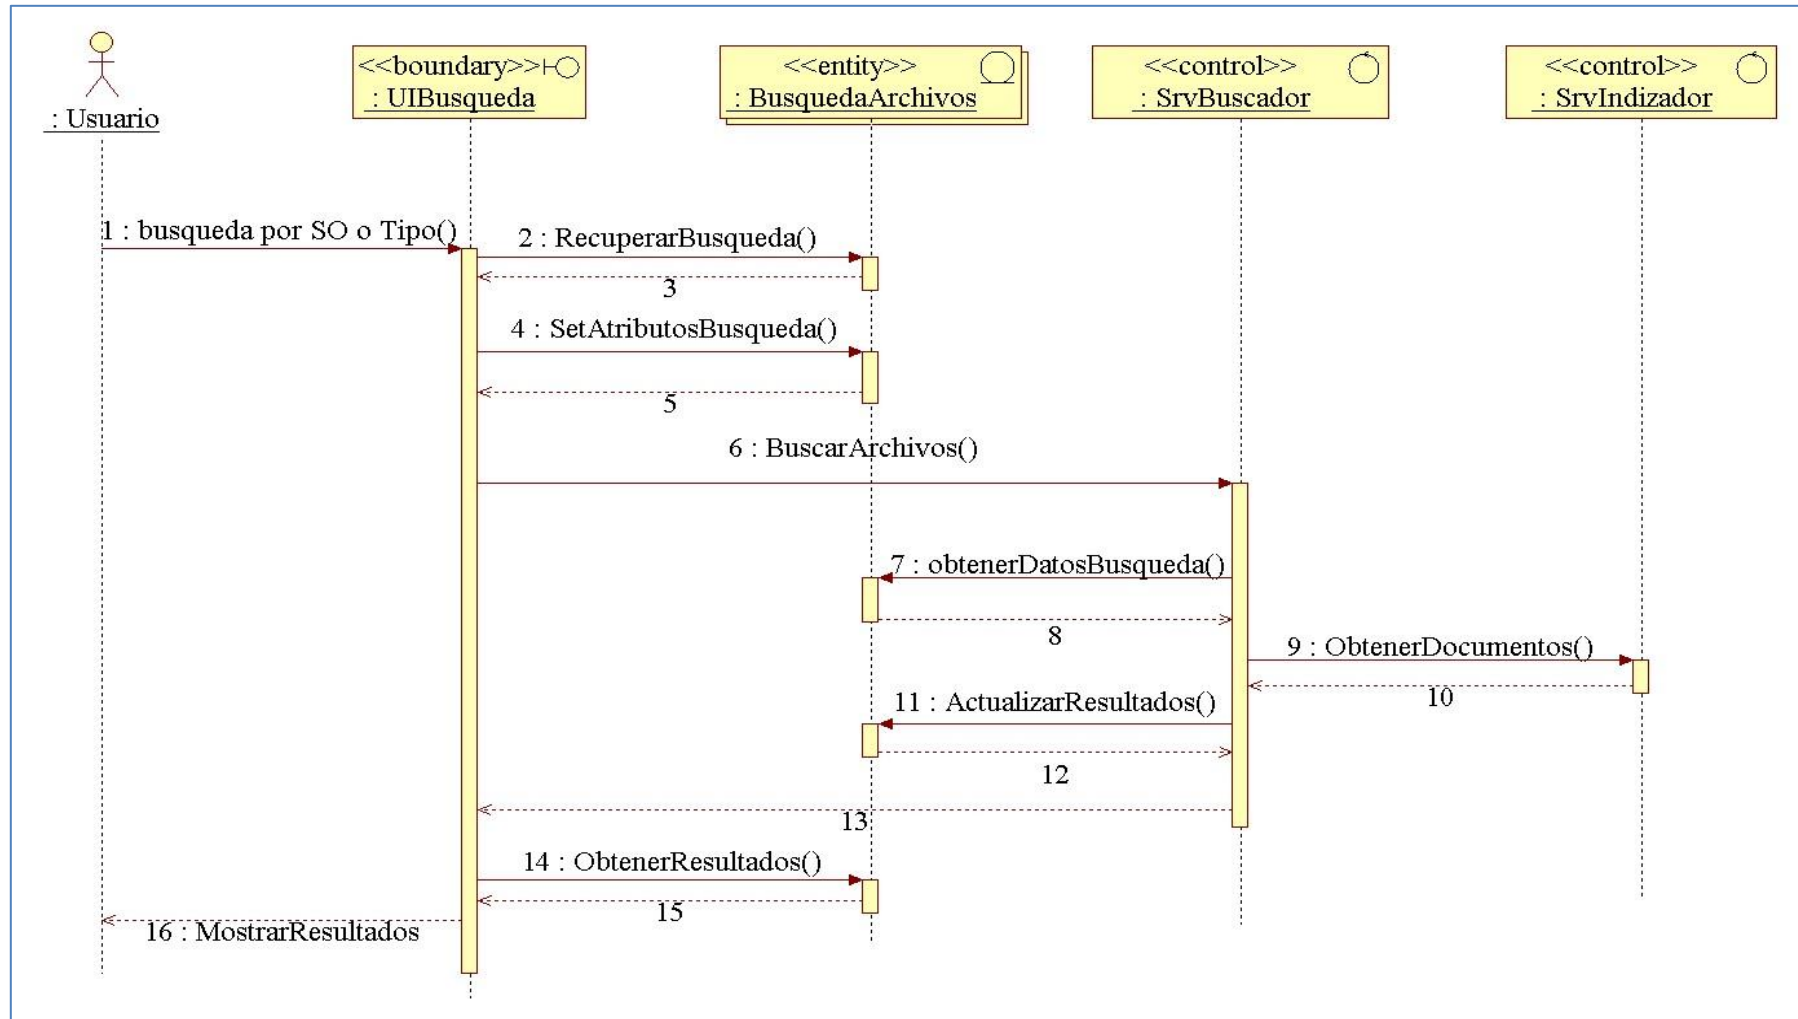 <<boundary>>
: UIBusqueda
<<entity>>
: BusquedaArchivos
<<control>>
: SrvBuscador
<<control>>
: SrvIndizador
: Usuario
1 : busqueda por SO o Tipo()
2 : RecuperarBusqueda()
3
4 : SetAtributosBusqueda()
5
6 : BuscarArchivos()
7 : obtenerDatosBusqueda()
8
9 : ObtenerDocumentos()
10
11 : ActualizarResultados()
12
13
14 : ObtenerResultados()
15
16 : MostrarResultados